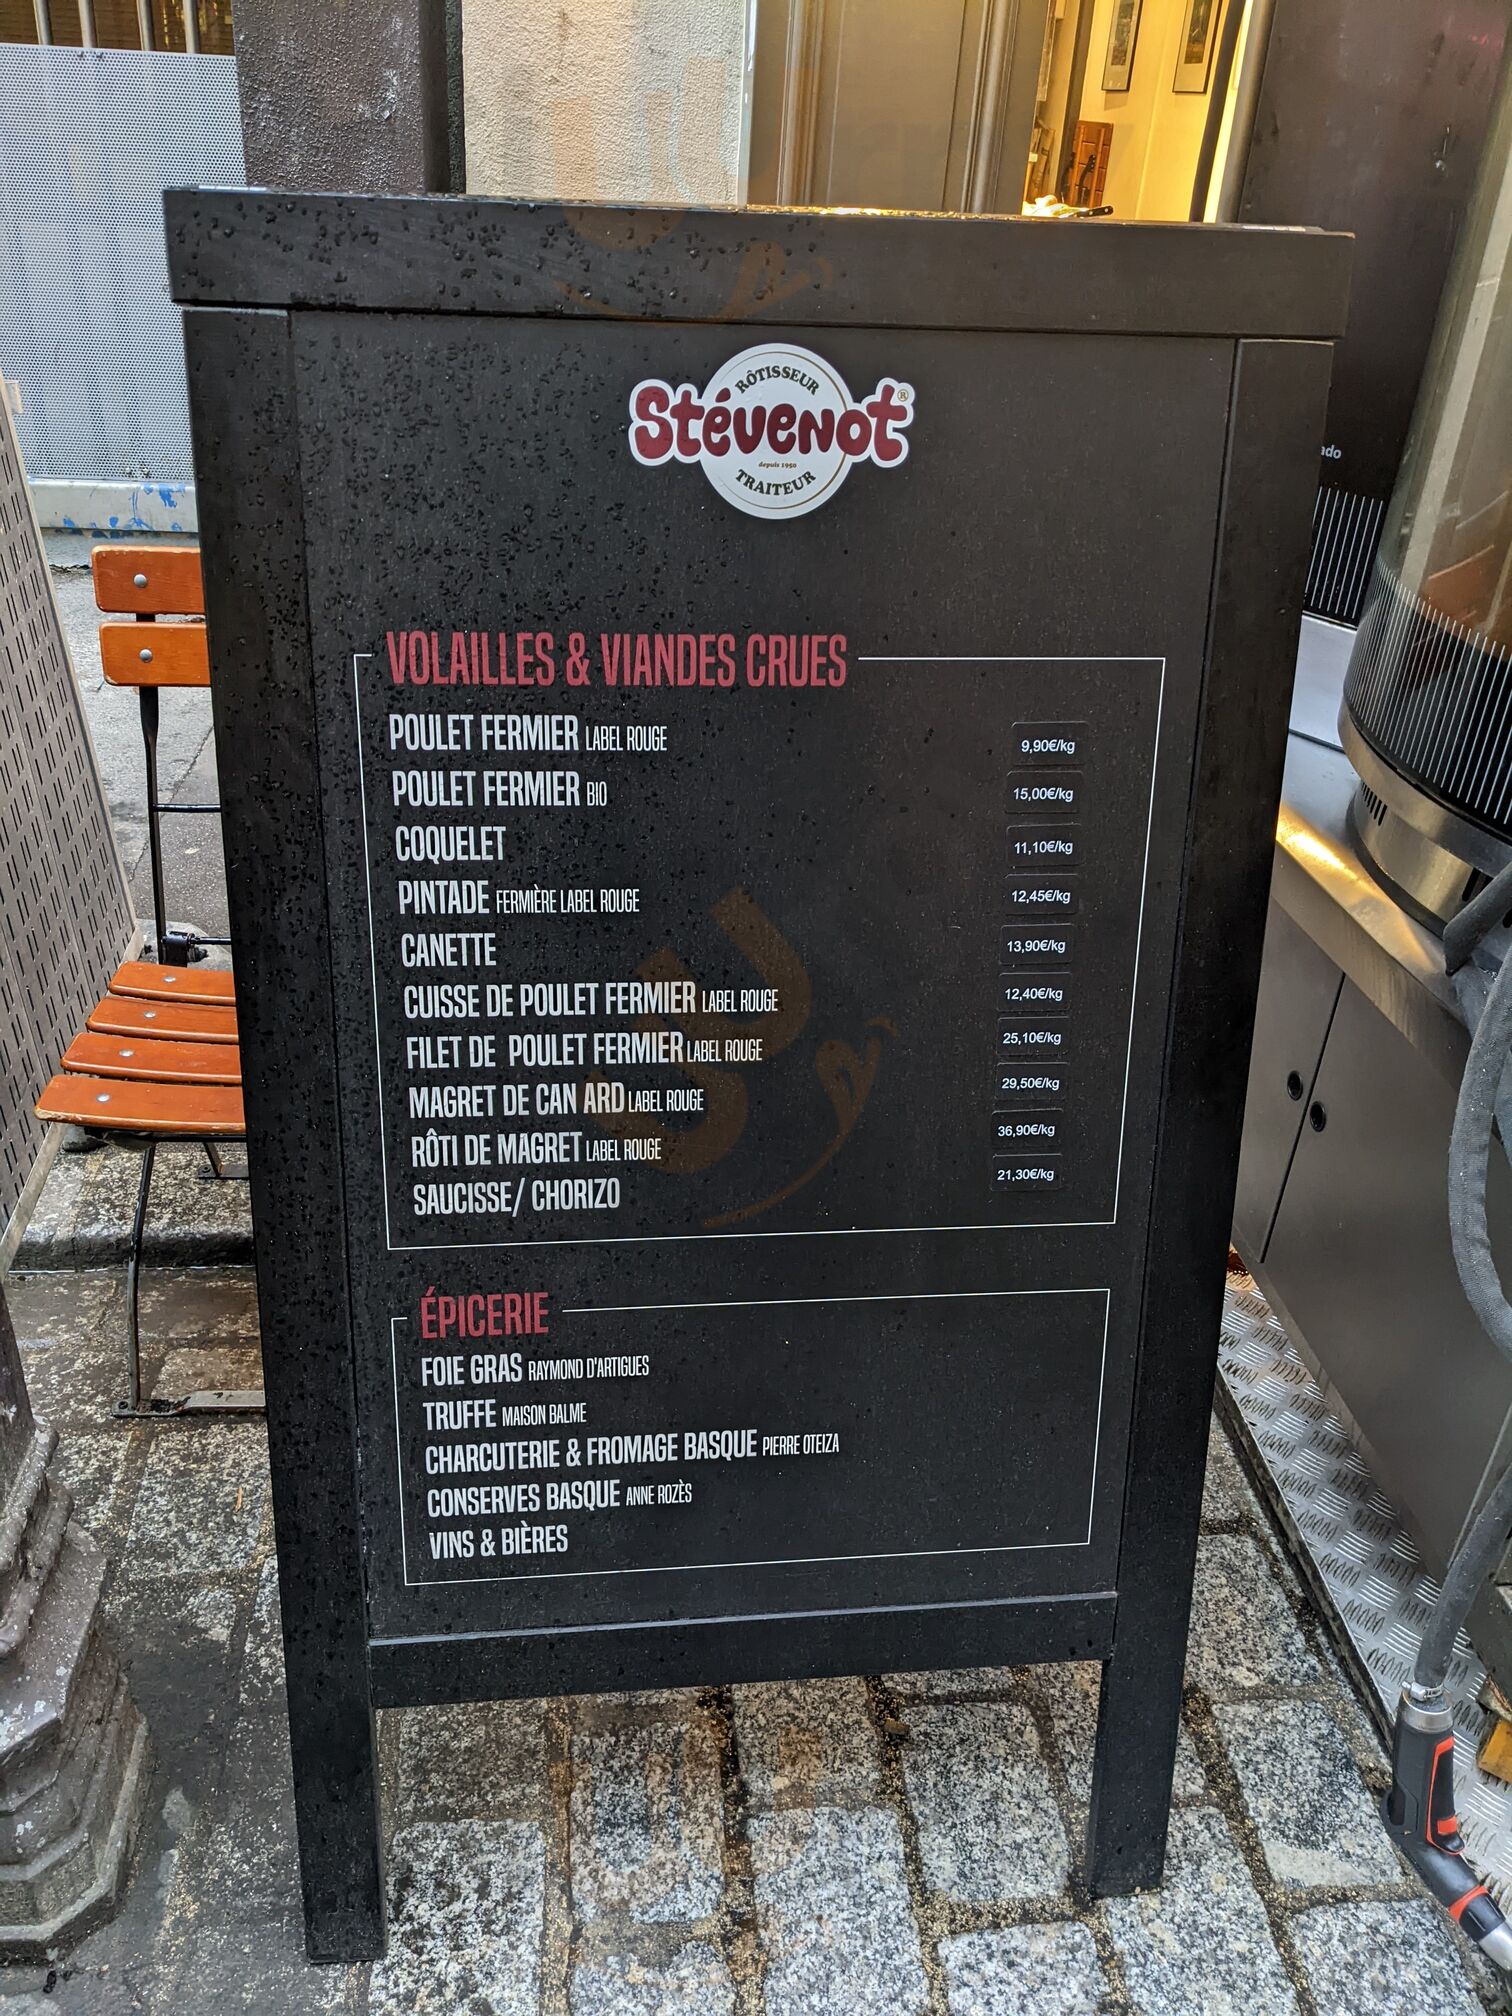 RÔTISSEUR
Stévenot®
depuis 1950
TRAITEUR
ado
VOLAILLES & VIANDES CRUES
POULET FERMIER LABEL ROUGE 9,90€/kg
POULET FERMIER BIO 15,00€/kg
COQUELET 11,10€/kg
PINTADE FERMIÈRE LABEL ROUGE 12,45€/kg
CANETTE 13,90€/kg
CUISSE DE POULET FERMIER LABEL ROUGE 12,40€/kg
FILET DE POULET FERMIER LABEL ROUGE 25,10€/kg
MAGRET DE CAN ARD LABEL ROUGE 29,50€/kg
RÔTI DE MAGRET LABEL ROUGE 36,90€/kg
SAUCISSE/ CHORIZO 21,30€/kg
ÉPICERIE
FOIE GRAS RAYMOND D'ARTIGUES
TRUFFE MAISON BALME
CHARCUTERIE & FROMAGE BASQUE PIERRE OTEIZA
CONSERVES BASQUE ANNE ROZÈS
VINS & BIÈRES